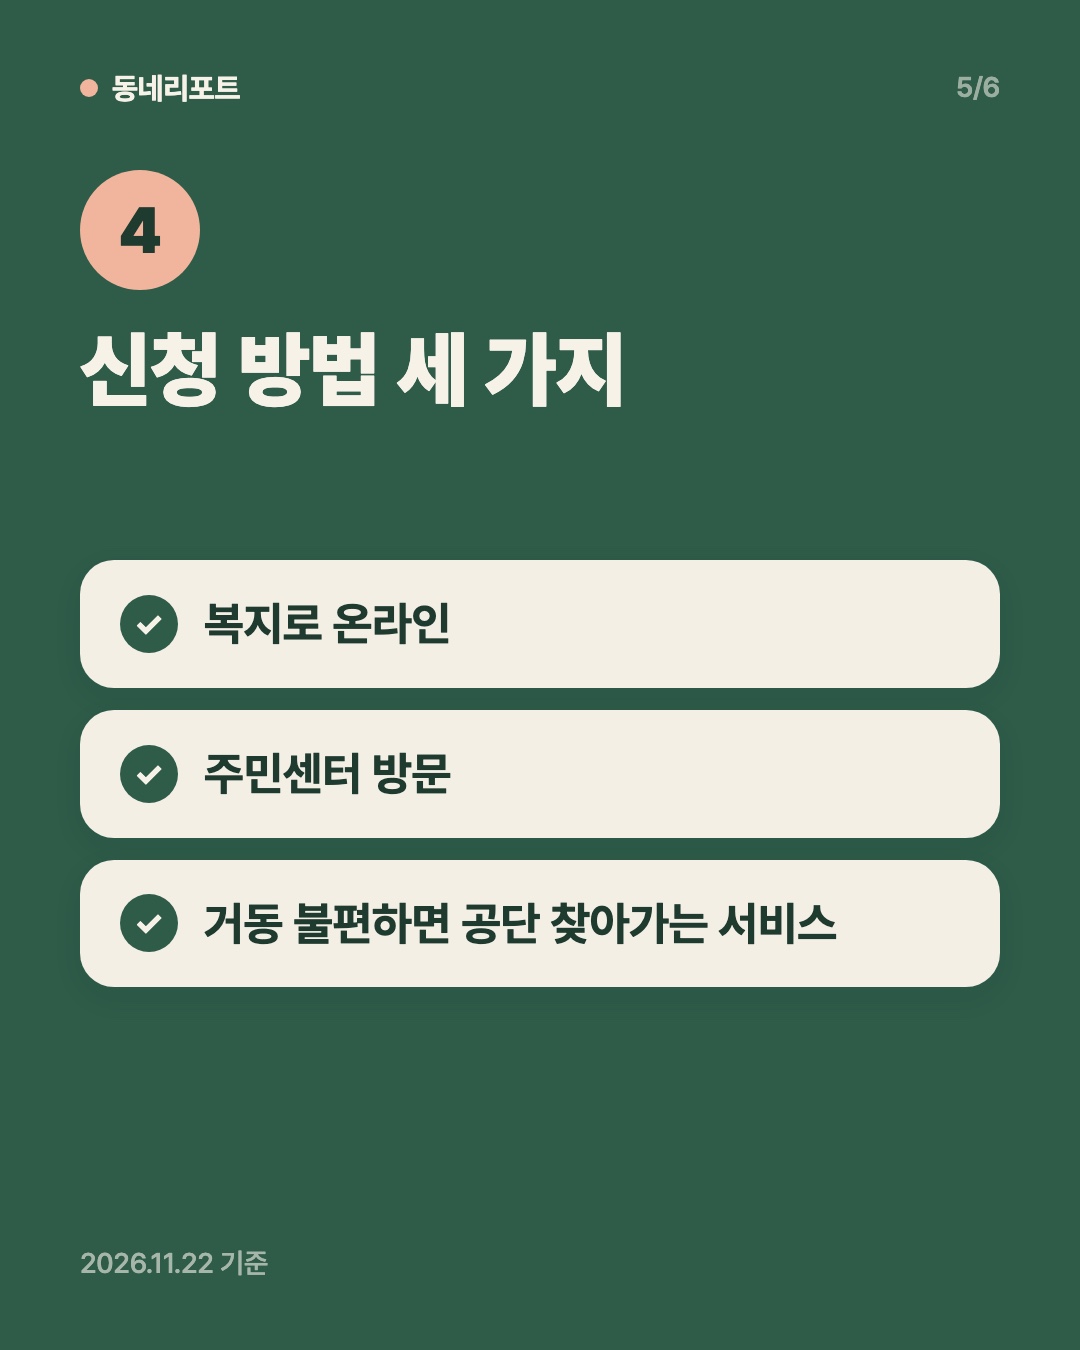 동네리포트
5/6
4
신청 방법 세 가지
복지로 온라인
주민센터 방문
거동 불편하면 공단 찾아가는 서비스
2026.11.22 기준